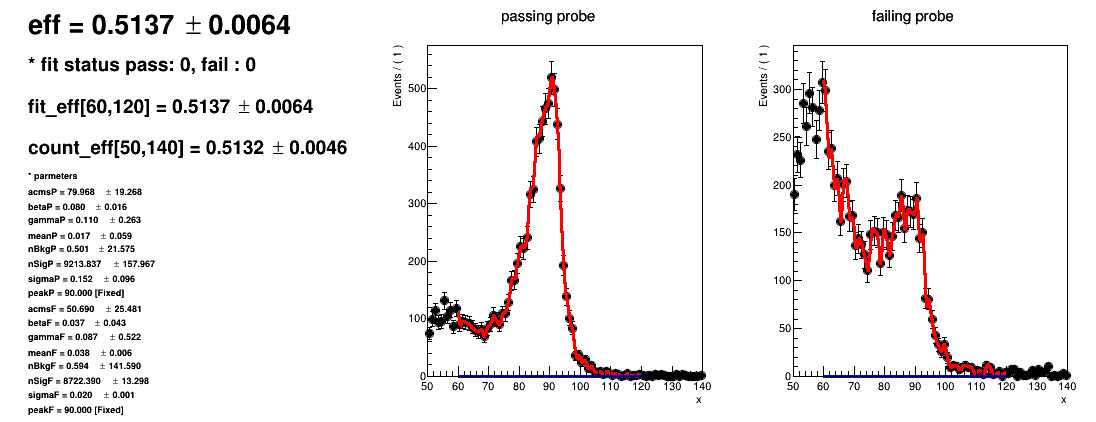 eff = 0.5137 ± 0.0064
* fit status pass: 0, fail : 0
fit_eff[60,120] = 0.5137 ± 0.0064
count_eff[50,140] = 0.5132 ± 0.0046
* parmeters
acmsP = 79.968 ± 19.268
betaP = 0.080 ± 0.016
gammaP = 0.110 ± 0.263
meanP = 0.017 ± 0.059
nBkgP = 0.501 ± 21.575
nSigP = 9213.837 ± 157.967
sigmaP = 0.152 ± 0.096
peakP = 90.000 [Fixed]
acmsF = 50.690 ± 25.481
betaF = 0.037 ± 0.043
gammaF = 0.087 ± 0.522
meanF = 0.038 ± 0.006
nBkgF = 0.594 ± 141.590
nSigF = 8722.390 ± 13.298
sigmaF = 0.020 ± 0.001
peakF = 90.000 [Fixed]
passing probe
Events / ( 1 )
500
400
300
200
100
0
50 60 70 80 90 100 110 120 130 140
x
failing probe
Events / ( 1 )
300
250
200
150
100
50
0
50 60 70 80 90 100 110 120 130 140
x